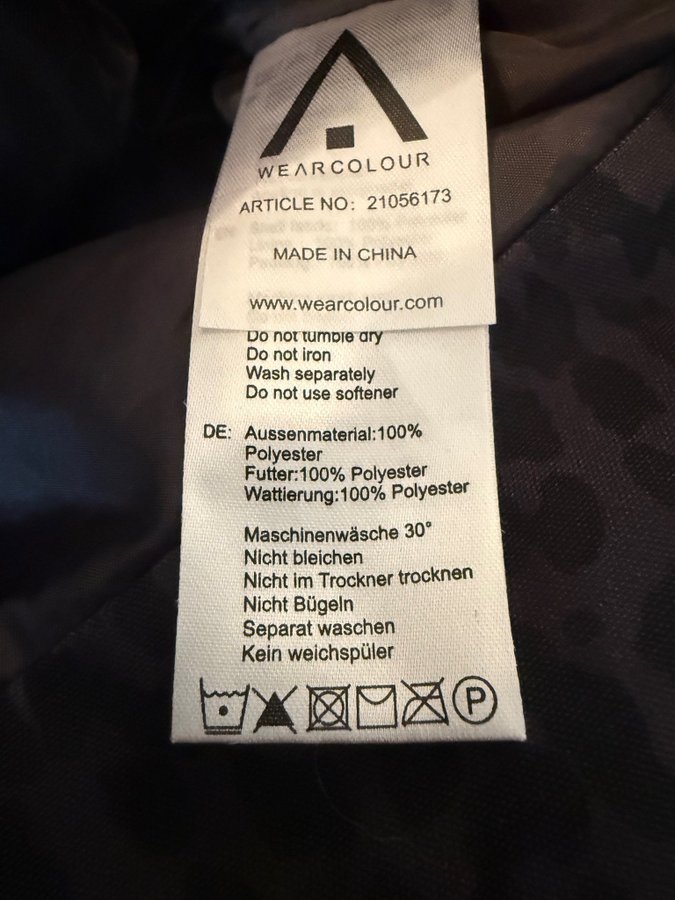 WEARCOLOUR
ARTICLE NO: 21056173
MADE IN CHINA
www.wearcolour.com
Do not tumble dry
Do not iron
Wash separately
Do not use softener
DE: Aussenmaterial:100%
Polyester
Futter:100% Polyester
Wattierung:100% Polyester
Maschinenwäsche 30°
Nicht bleichen
Nicht im Trockner trocknen
Nicht Bügeln
Separat waschen
Kein weichspüler
P